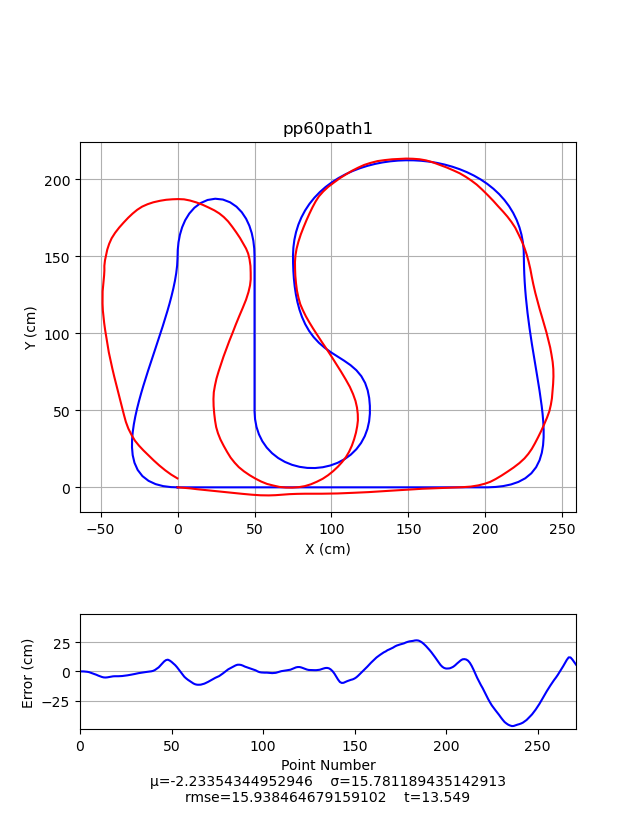 pp60path1
200
150
100
50
0
Y (cm)
−50 0 50 100 150 200 250
X (cm)
25
0
−25
Error (cm)
0 50 100 150 200 250
Point Number
μ=-2.23354344952946 σ=15.781189435142913
rmse=15.938464679159102 t=13.549